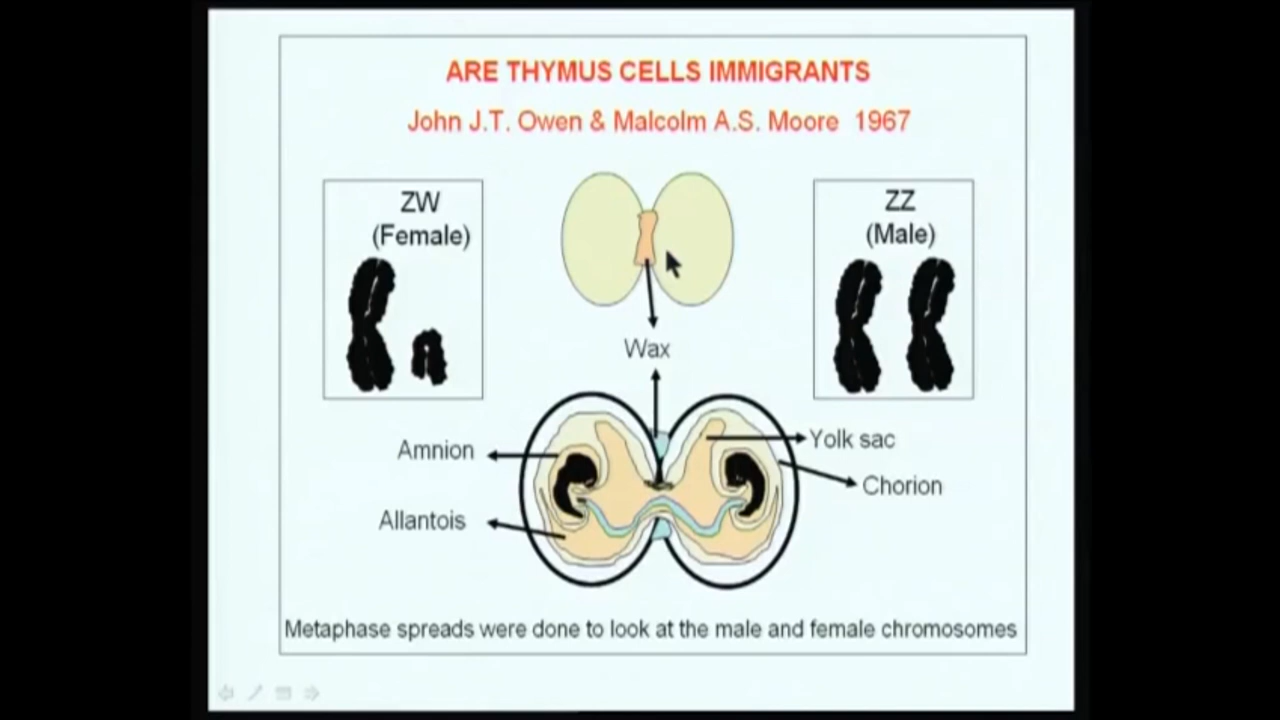 ARE THYMUS CELLS IMMIGRANTS
John J.T. Owen & Malcolm A.S. Moore 1967
ZW
(Female)
ZZ
(Male)
Wax
Amnion
Yolk sac
Chorion
Allantois
Metaphase spreads were done to look at the male and female chromosomes